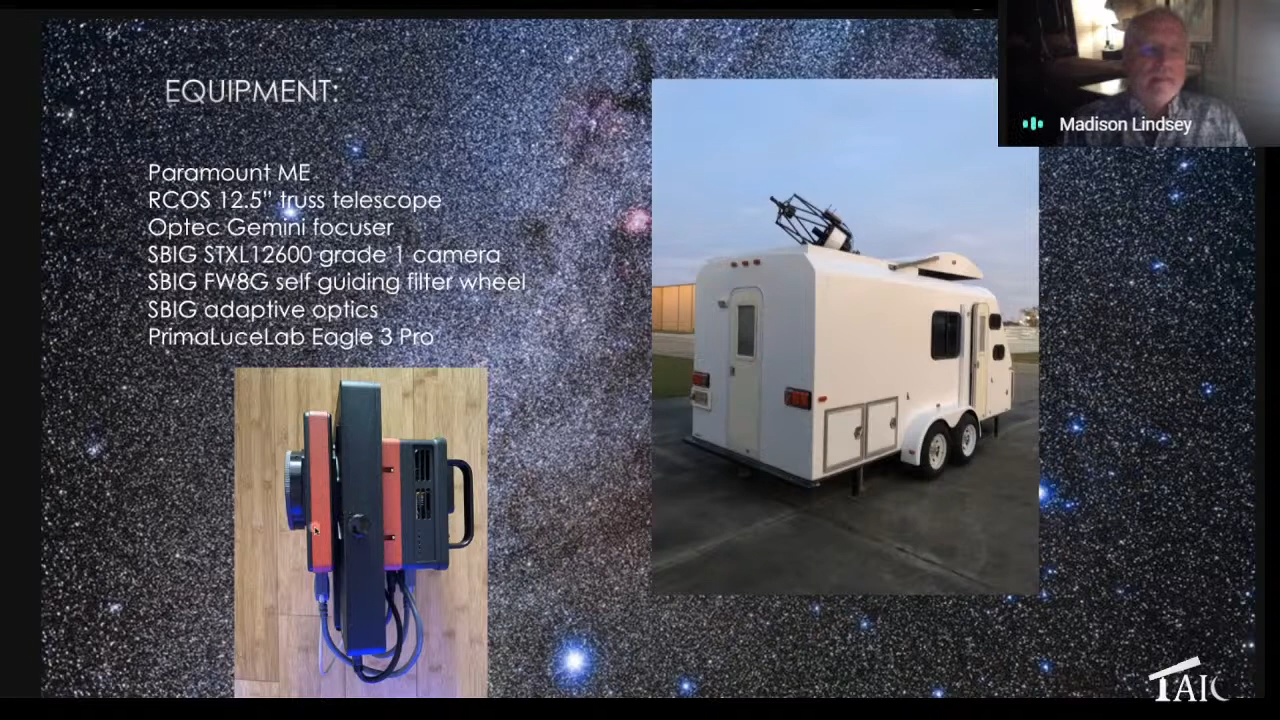 EQUIPMENT:
Madison Lindsey
Paramount ME
RCOS 12.5” truss telescope
Optec Gemini focuser
SBIG STXL12600 grade 1 camera
SBIG FW8G self guiding filter wheel
SBIG adaptive optics
PrimaLuceLab Eagle 3 Pro
TAIC